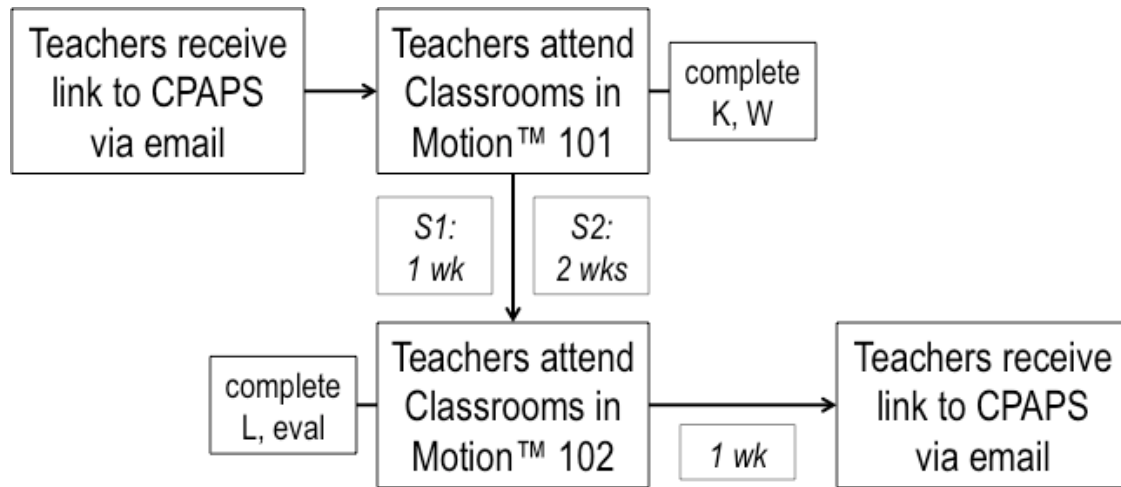 Teachers receive
link to CPAPS
via email
Teachers attend
Classrooms in
Motion™ 101
complete
K, W
S1:
1 wk
S2:
2 wks
complete
L, eval
Teachers attend
Classrooms in
Motion™ 102
1 wk
Teachers receive
link to CPAPS
via email